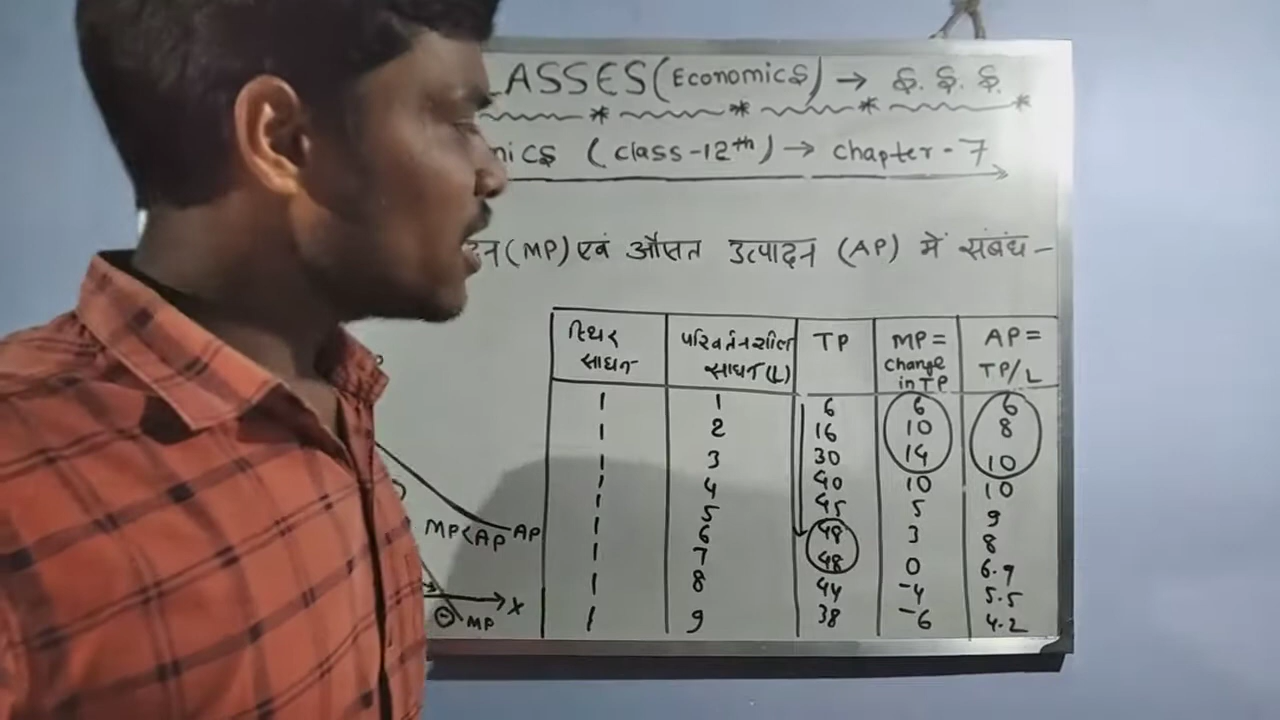 LASSES (Economics) →
(class-12th) → chapter-7
(MP) एवं औसत उत्पादन (AP) में संबंध-
स्थिर साधन | परिवर्तनशील साधन (L) | TP | MP = change in TP | AP = TP/L
1 1 6 6 6
1 2 16 10 8
1 3 30 14 10
1 4 40 10 10
1 5 45 5 9
1 6 48 3 8
1 7 48 0 6.9
1 8 44 -4 5.5
1 9 38 -6 4.2
MP<AP AP
X
MP